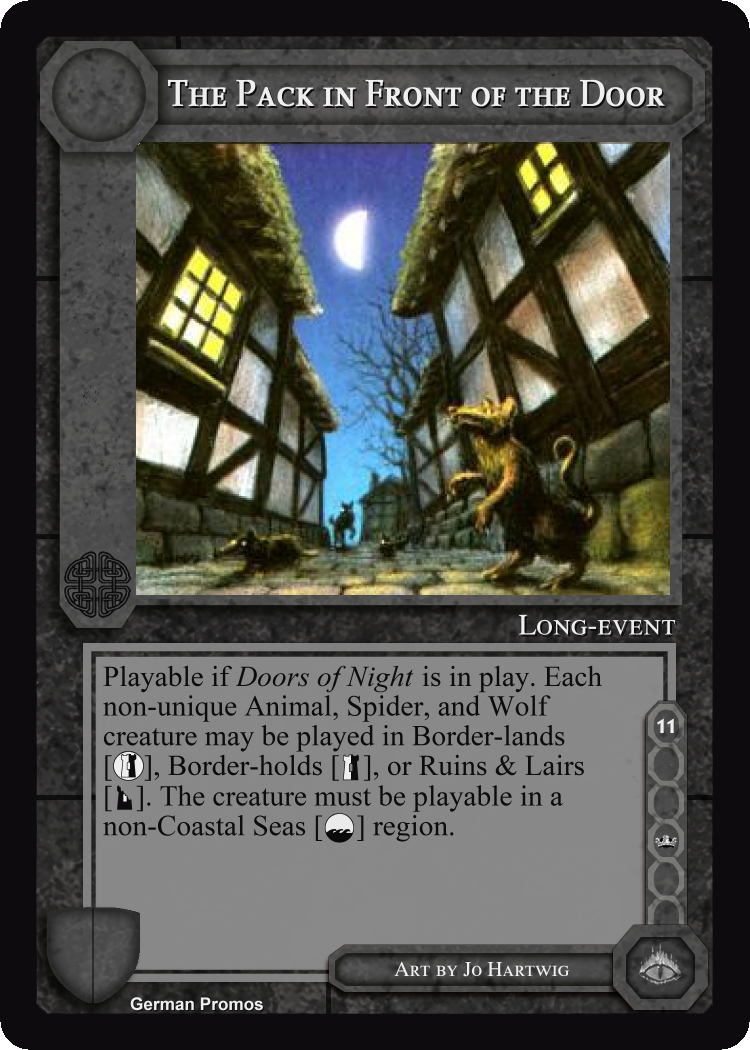 The Pack in Front of the Door
Long-event
Playable if Doors of Night is in play. Each
non-unique Animal, Spider, and Wolf
creature may be played in Border-lands
[], Border-holds [], or Ruins & Lairs
[]. The creature must be playable in a
non-Coastal Seas [] region.
11
Art by Jo Hartwig
German Promos